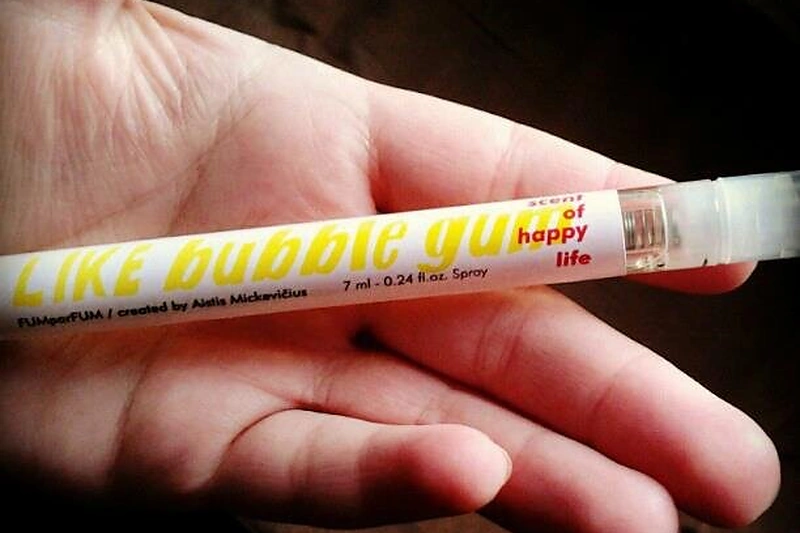 LIKE bubble gum
scent
of
happy
life
FUMparFUM / created by Aistis Mickevičius
7 ml - 0.24 fl.oz. Spray